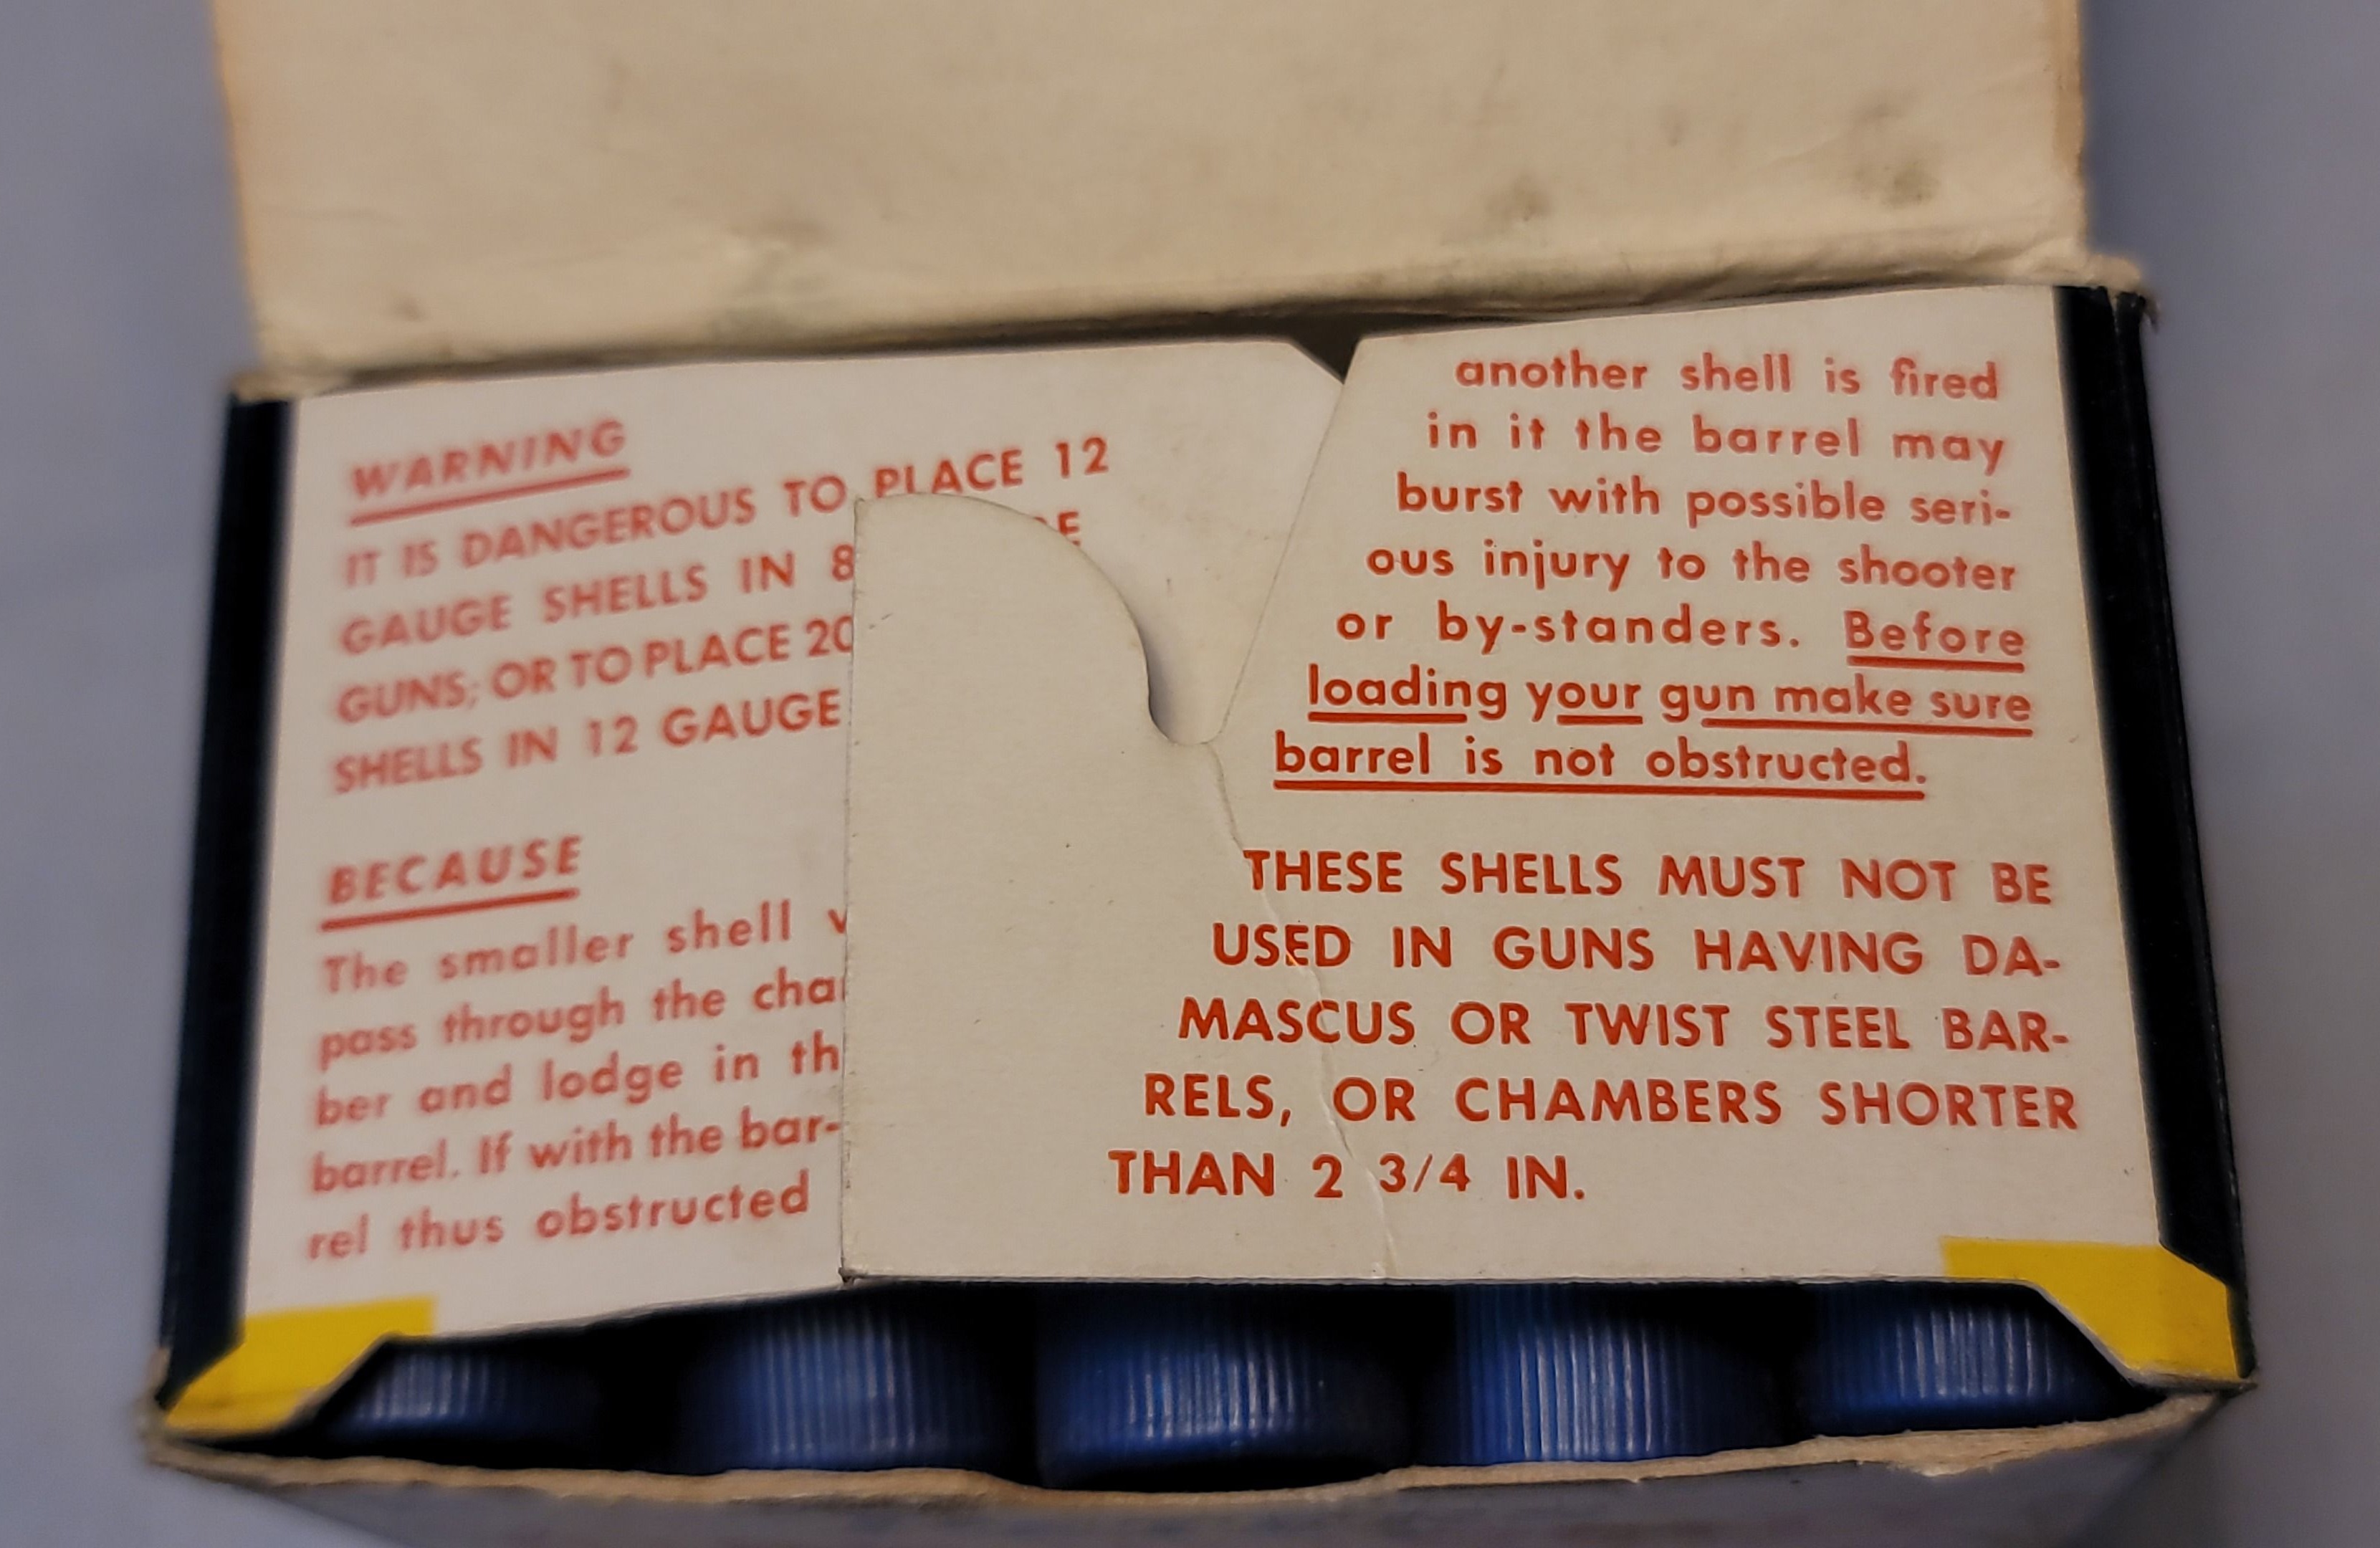 WARNING
IT IS DANGEROUS TO PLACE 12
GAUGE SHELLS IN 8
GUNS; OR TO PLACE 20
SHELLS IN 12 GAUGE
BECAUSE
The smaller shell
pass through the
ber and lodge in
barrel. If with the bar-
rel thus obstructed
another shell is fired
in it the barrel may
burst with possible seri-
ous injury to the shooter
or by-standers. Before
loading your gun make sure
barrel is not obstructed.
THESE SHELLS MUST NOT BE
USED IN GUNS HAVING DA-
MASCUS OR TWIST STEEL BAR-
RELS, OR CHAMBERS SHORTER
THAN 2 3/4 IN.